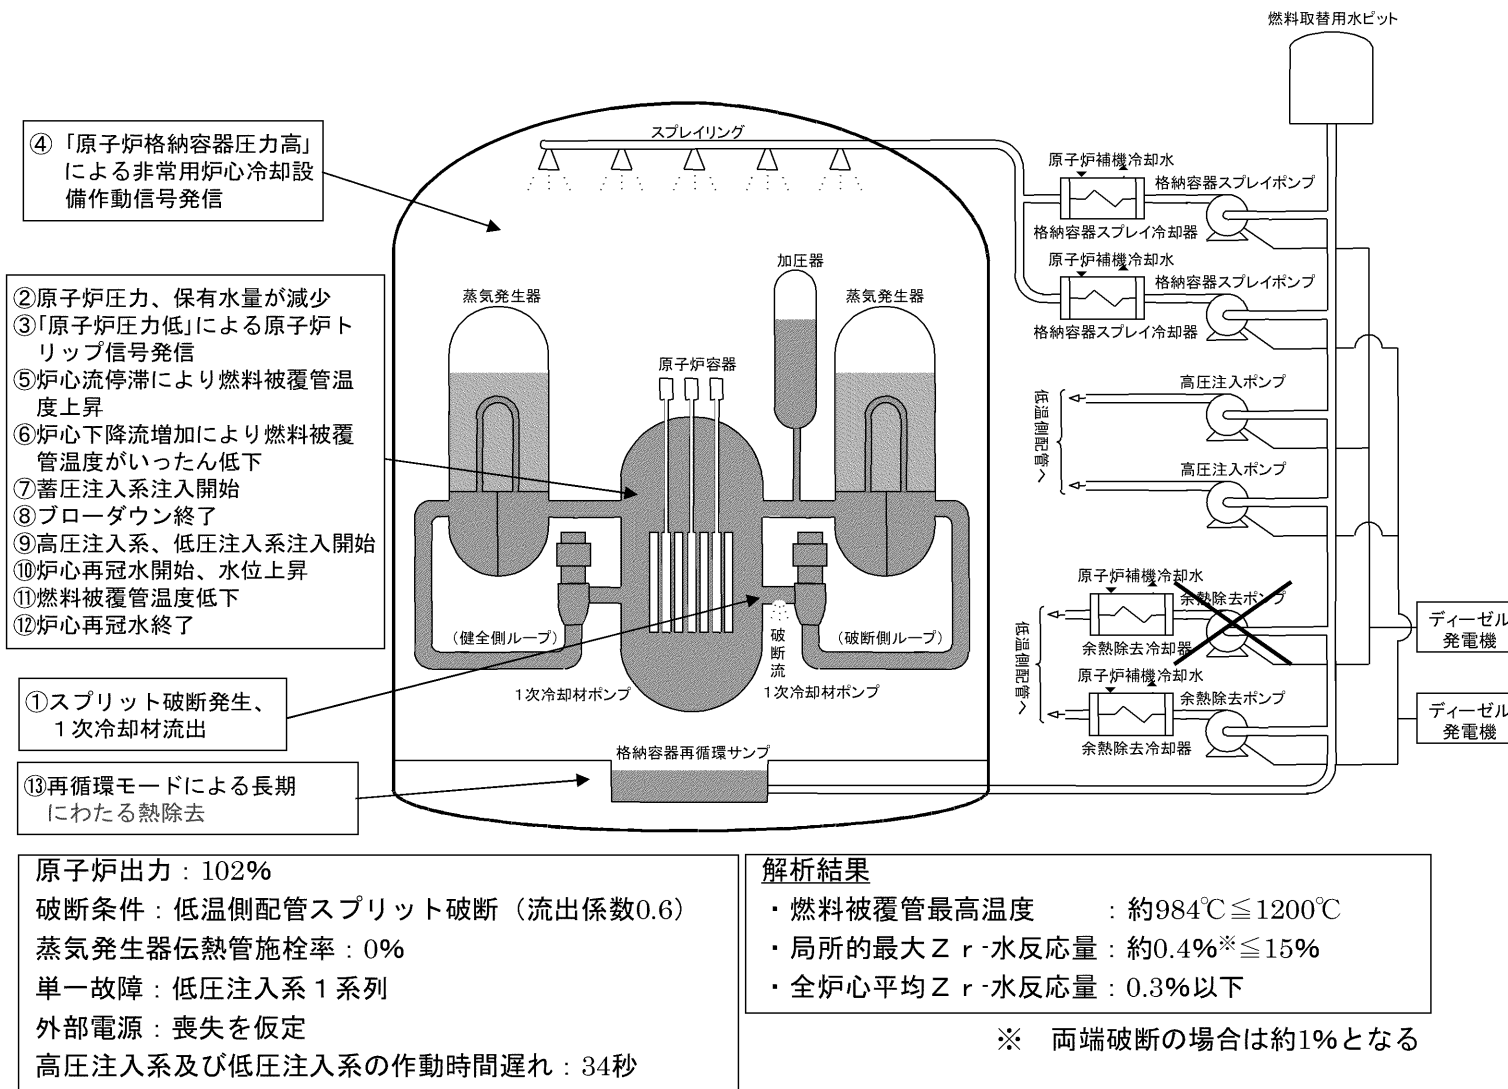 燃料取替用水ピット
④「原子炉格納容器圧力高」
による非常用炉心冷却設
備作動信号発信
スプレイリング
原子炉補機冷却水
格納容器スプレイポンプ
格納容器スプレイ冷却器
原子炉補機冷却水
格納容器スプレイポンプ
格納容器スプレイ冷却器
②原子炉圧力、保有水量が減少
③「原子炉圧力低」による原子炉ト
リップ信号発信
⑤炉心流停滞により燃料被覆管温
度上昇
⑥炉心下降流増加により燃料被覆
管温度がいったん低下
⑦蓄圧注入系注入開始
⑧ブローダウン終了
⑨高圧注入系、低圧注入系注入開始
⑩炉心再冠水開始、水位上昇
⑪燃料被覆管温度低下
⑫炉心再冠水終了
蒸気発生器
加圧器
蒸気発生器
原子炉容器
高圧注入ポンプ
低温側配管へ
高圧注入ポンプ
原子炉補機冷却水
余熱除去ポンプ
余熱除去冷却器
低温側配管へ
原子炉補機冷却水
余熱除去ポンプ
余熱除去冷却器
ディーゼル
発電機
ディーゼル
発電機
（健全側ループ）
破断流
（破断側ループ）
１次冷却材ポンプ
１次冷却材ポンプ
①スプリット破断発生、
１次冷却材流出
格納容器再循環サンプ
⑬再循環モードによる長期
にわたる熱除去
原子炉出力：102%
破断条件：低温側配管スプリット破断（流出係数0.6）
蒸気発生器伝熱管施栓率：0%
単一故障：低圧注入系１系列
外部電源：喪失を仮定
高圧注入系及び低圧注入系の作動時間遅れ：34秒
解析結果
・燃料被覆管最高温度　　：約984℃≦1200℃
・局所的最大Ｚｒ-水反応量：約0.4%※≦15%
・全炉心平均Ｚｒ-水反応量：0.3%以下
※　両端破断の場合は約1%となる